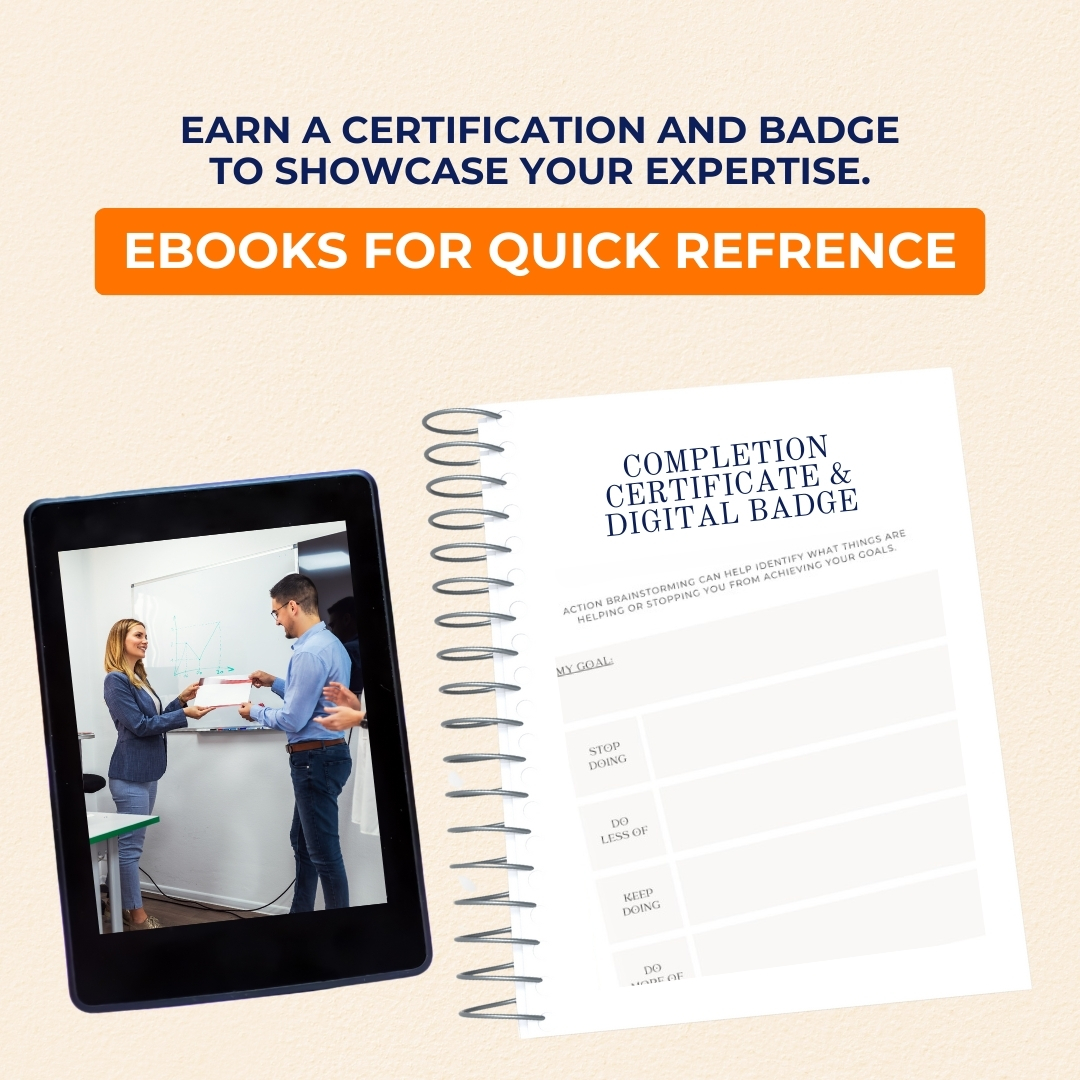 EARN A CERTIFICATION AND BADGE
TO SHOWCASE YOUR EXPERTISE.
EBOOKS FOR QUICK REFRENCE
COMPLETION
CERTIFICATE &
DIGITAL BADGE
ACTION BRAINSTORMING CAN HELP IDENTIFY WHAT THINGS ARE
HELPING OR STOPPING YOU FROM ACHIEVING YOUR GOALS.
MY GOAL:
STOP
DOING
DO
LESS OF
KEEP
DOING
DO
MORE OF